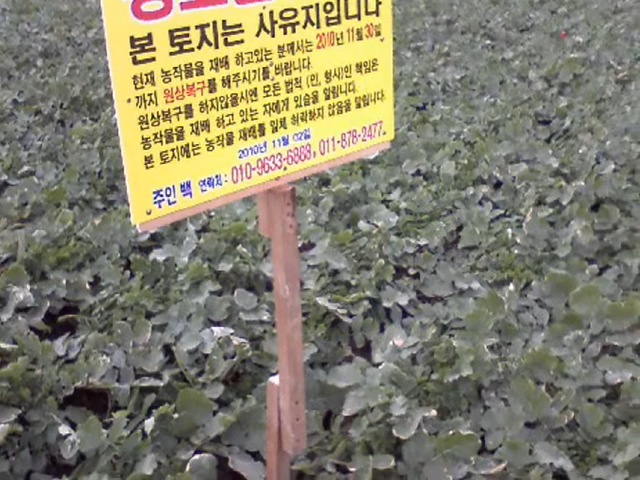 본 토지는 사유지입니다
현재 농작물을 재배 하고있는 분께서는 2010년 11월 30일
까지 원상복구를 해주시기를 바랍니다.
원상복구를 하지않을시엔 모든 법적 (민, 형사)인 책임은
농작물을 재배 하고 있는 자에게 있습을 알립니다.
본 토지에는 농작물 재배를 일체 허락하지 않음을 알립니다.
2010년 11월 02일
주인 백 연락처 : 010-9633-6888, 011-878-2477